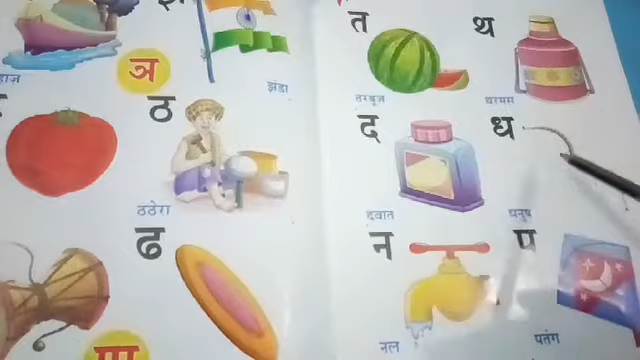 झंडा
ञ
ठ
ठठेरा
ढ
त
तरबूज
थ
थरमस
द
दवात
ध
धनुष
न
नल
प
पतंग